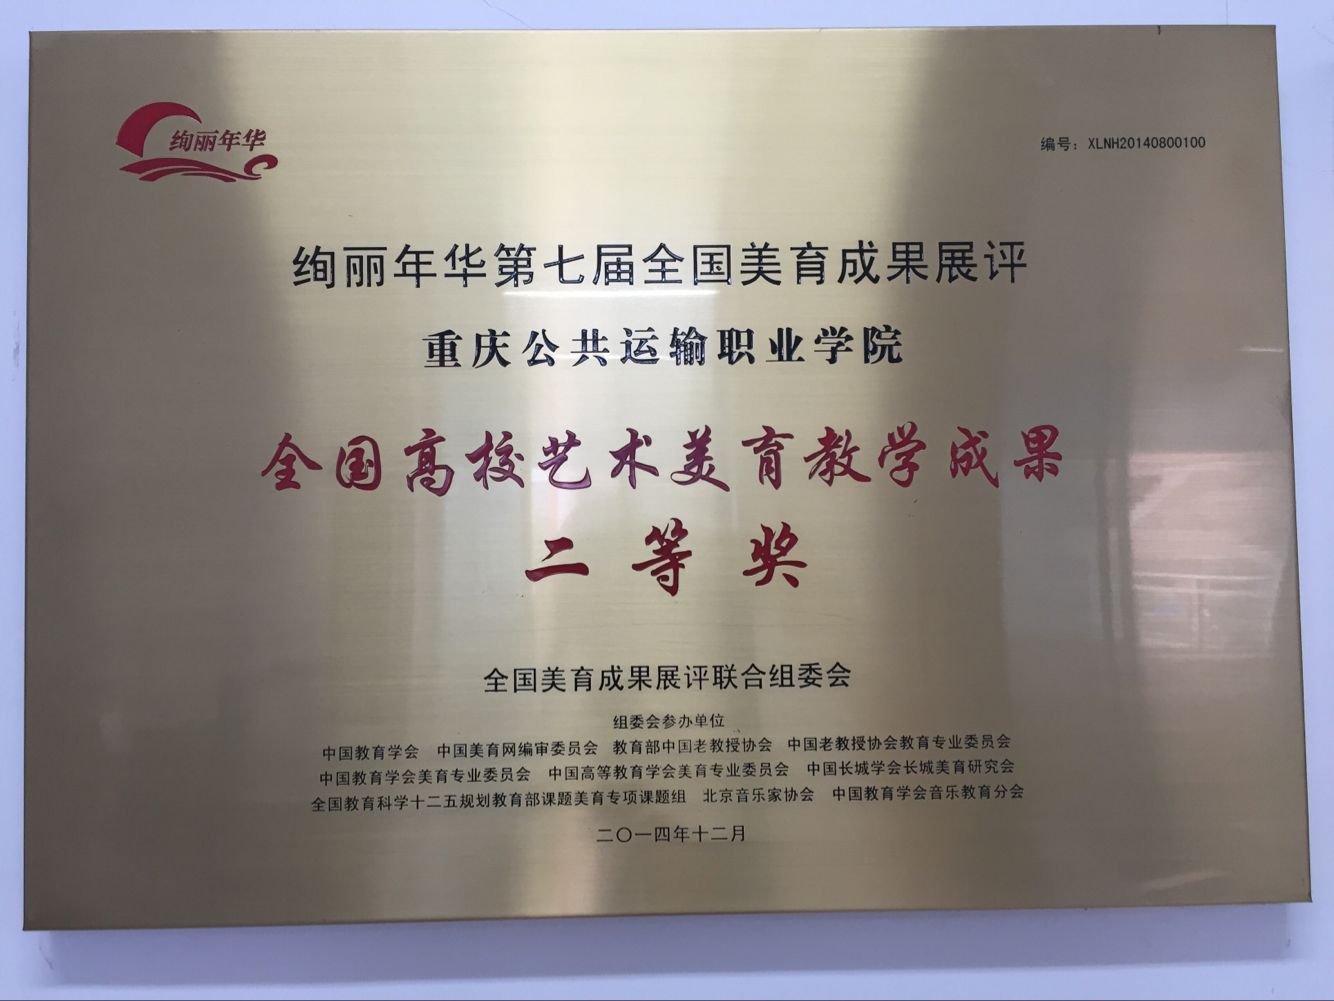 绚丽年华
编号：XLNH20140800100
绚丽年华第七届全国美育成果展评
重庆公共运输职业学院
全国高校艺术美育教学成果
二等奖
全国美育成果展评联合组委会
组委会参办单位
中国教育学会 中国美育网编审委员会 教育部中国老教授协会 中国老教授协会教育专业委员会
中国教育学会美育专业委员会 中国高等教育学会美育专业委员会 中国长城学会长城美育研究会
全国教育科学十二五规划教育部课题美育专项课题组 北京音乐家协会 中国教育学会音乐教育分会
二〇一四年十二月